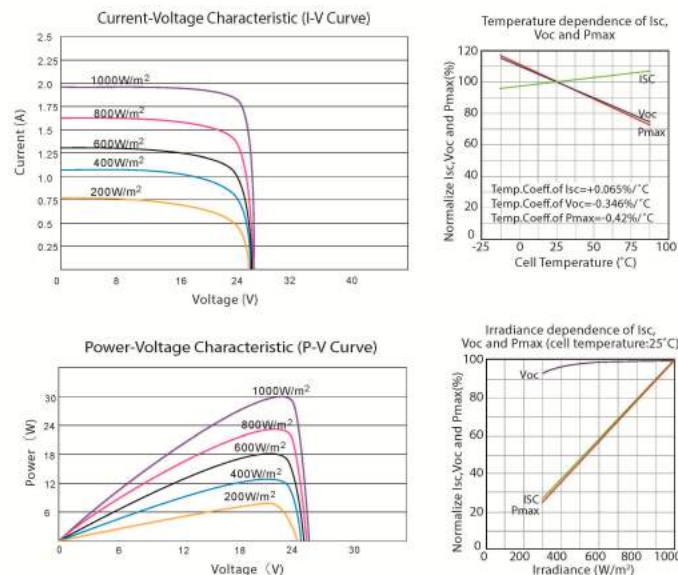 Current-Voltage Characteristic (I-V Curve)
Current (A)
2.5
2.25
2.0
1.75
1.5
1.25
1.0
0.75
0.5
0.25
1000W/m²
800W/m²
600W/m²
400W/m²
200W/m²
0
8
16
24
32
40
Voltage (V)
Temperature dependence of Isc,
Voc and Pmax
Normalize Isc,Voc and Pmax(%)
120
100
80
60
40
20
0
ISC
Voc
Pmax
Temp.Coeff.of Isc=+0.065%/°C
Temp.Coeff.of Voc=-0.346%/°C
Temp.Coeff.of Pmax=-0.42%/°C
-25
0
25
50
75
100
Cell Temperature (°C)
Power-Voltage Characteristic (P-V Curve)
Power (W)
30
24
18
12
6
1000W/m²
800W/m²
600W/m²
400W/m²
200W/m²
0
6
12
18
24
30
Voltage (V)
Irradiance dependence of Isc,
Voc and Pmax (cell temperature:25°C)
Normalize Isc,Voc and Pmax(%)
100
80
60
40
20
0
Voc
ISC
Pmax
0
200
400
600
800
1000
Irradiance (W/m²)